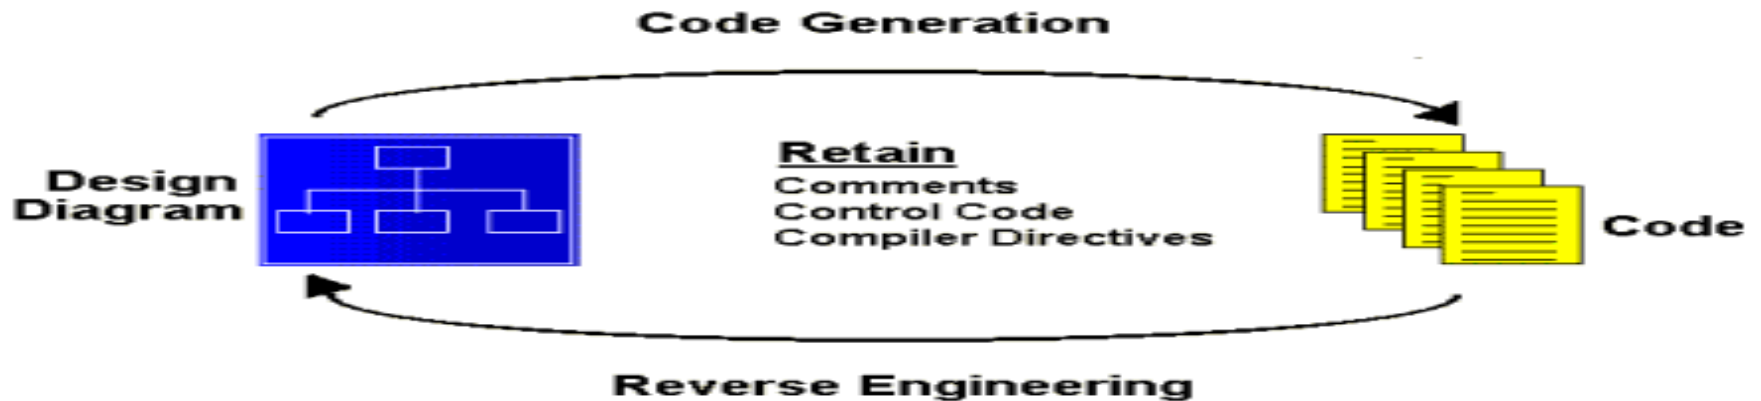 Code Generation
Design
Diagram
Retain
Comments
Control Code
Compiler Directives
Code
Reverse Engineering